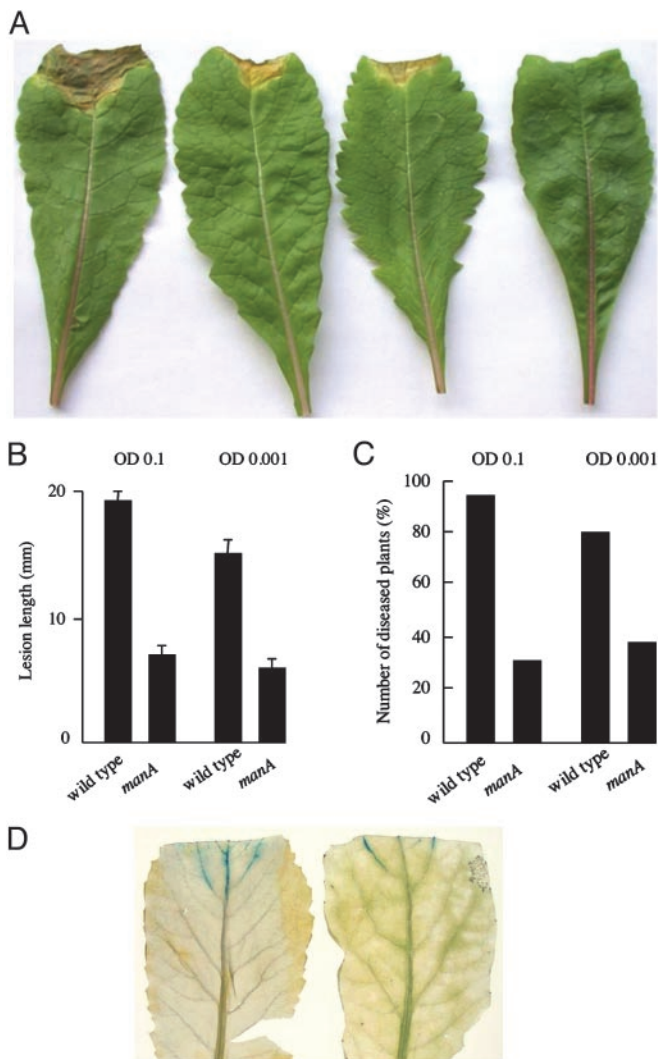 A
B
OD 0.1 OD 0.001
20
10
0
Lesion length (mm)
wild type manA wild type manA
C
OD 0.1 OD 0.001
100
80
60
40
20
0
Number of diseased plants (%)
wild type manA wild type manA
D